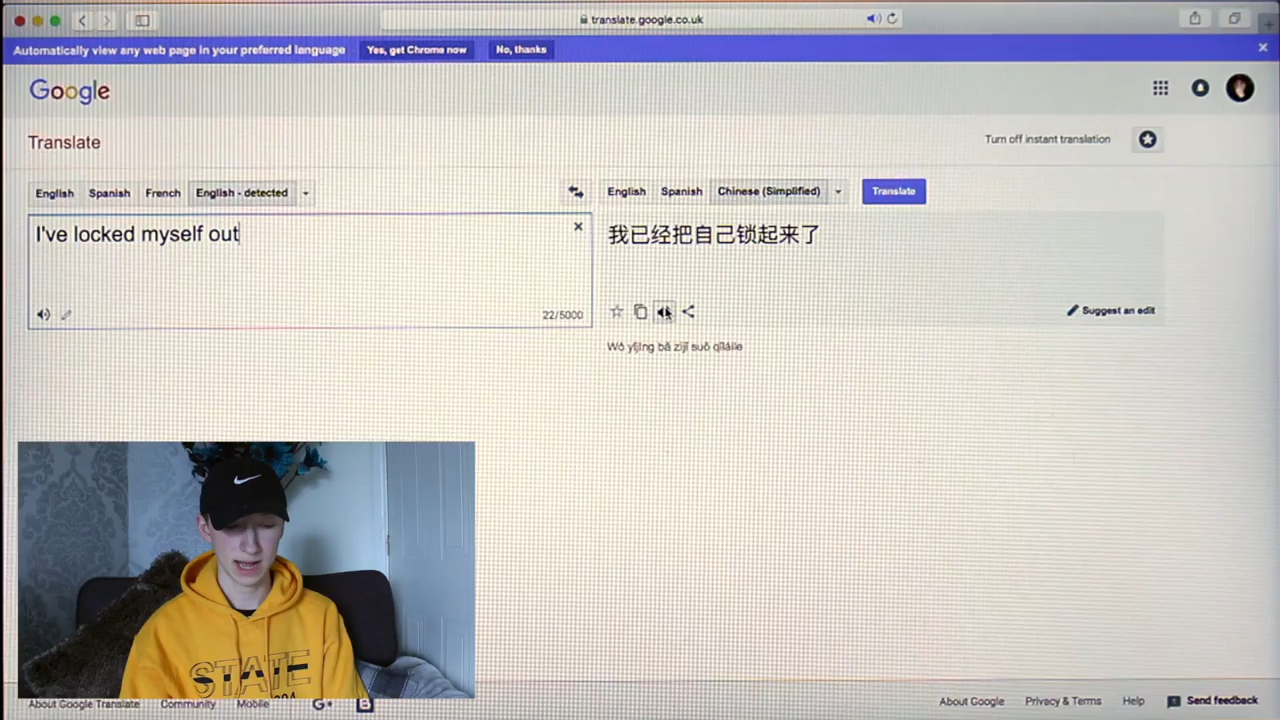 translate.google.co.uk
Automatically view any web page in your preferred language
Yes, get Chrome now
No, thanks
Google
Translate
Turn off instant translation
English
Spanish
French
English - detected
English
Spanish
Chinese (Simplified)
Translate
I've locked myself out
我已经把自己锁起来了
22/5000
Suggest an edit
Wǒ yǐjīng bǎ zìjǐ suǒ qǐláile
STATE
About Google Translate
Community
Mobile
G+
About Google
Privacy & Terms
Help
Send feedback